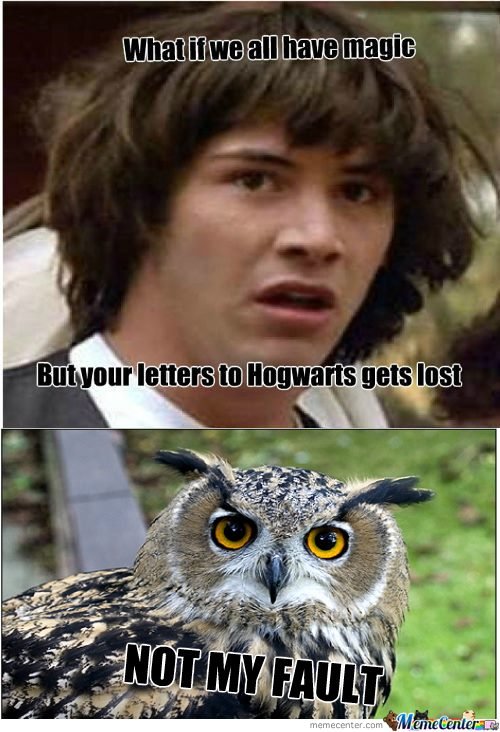 What if we all have magic
But your letters to Hogwarts gets lost
NOT MY FAULT
memecenter.com MemeCenter